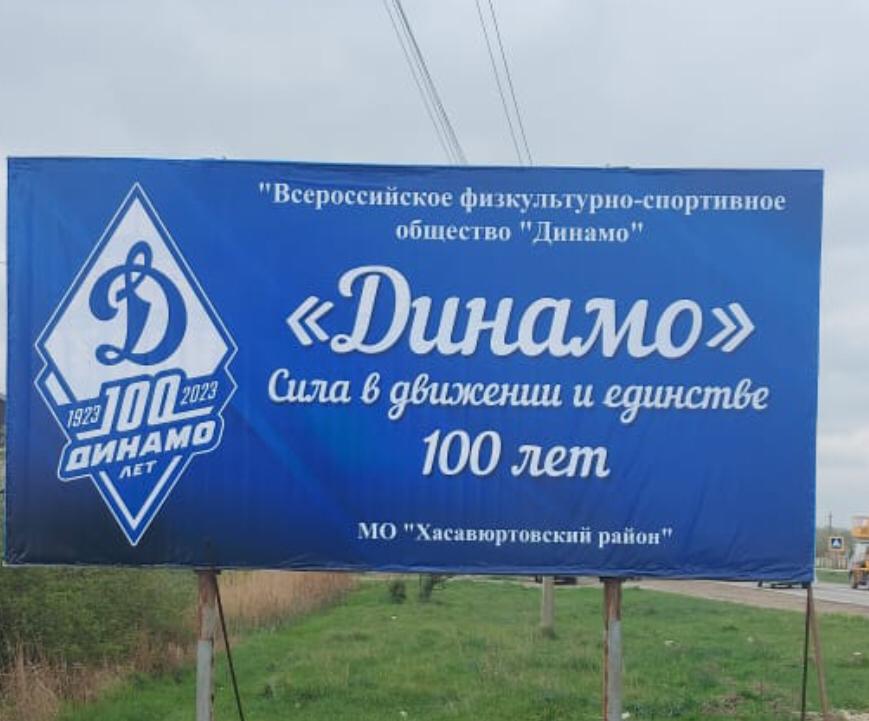 "Всероссийское физкультурно-спортивное
общество "Динамо"
«Динамо»
Сила в движении и единстве
100 лет
МО "Хасавюртовский район"
Д
1923 100 2023
ДИНАМО
ЛЕТ